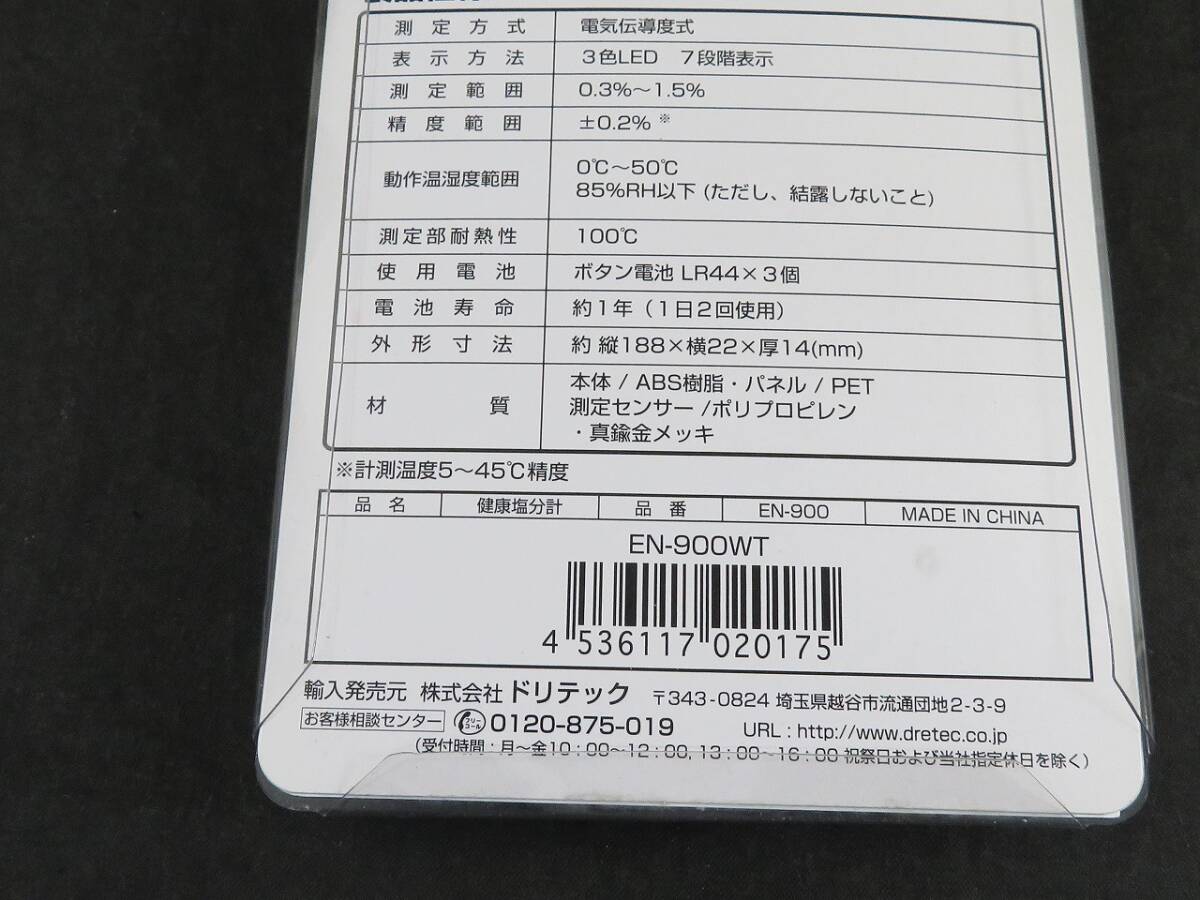 測定方式 電気伝導度式
表示方法 3色LED 7段階表示
測定範囲 0.3%〜1.5%
精度範囲 ±0.2% ※
動作温湿度範囲 0℃〜50℃
85%RH以下 (ただし、結露しないこと)
測定部耐熱性 100℃
使用電池 ボタン電池 LR44×3個
電池寿命 約1年（1日2回使用）
外形寸法 約 縦188×横22×厚14(mm)
材質 本体 / ABS樹脂・パネル / PET
測定センサー /ポリプロピレン
・真鍮金メッキ
※計測温度5〜45℃精度
品名 健康塩分計 品番 EN-900 MADE IN CHINA
EN-900WT
4 536117 020175
輸入発売元 株式会社 ドリテック 〒343-0824 埼玉県越谷市流通団地2-3-9
お客様相談センター フリーコール 0120-875-019 URL : http://www.dretec.co.jp
（受付時間：月〜金10：00〜12：00, 13：00〜16：00 祝祭日および当社指定休日を除く）